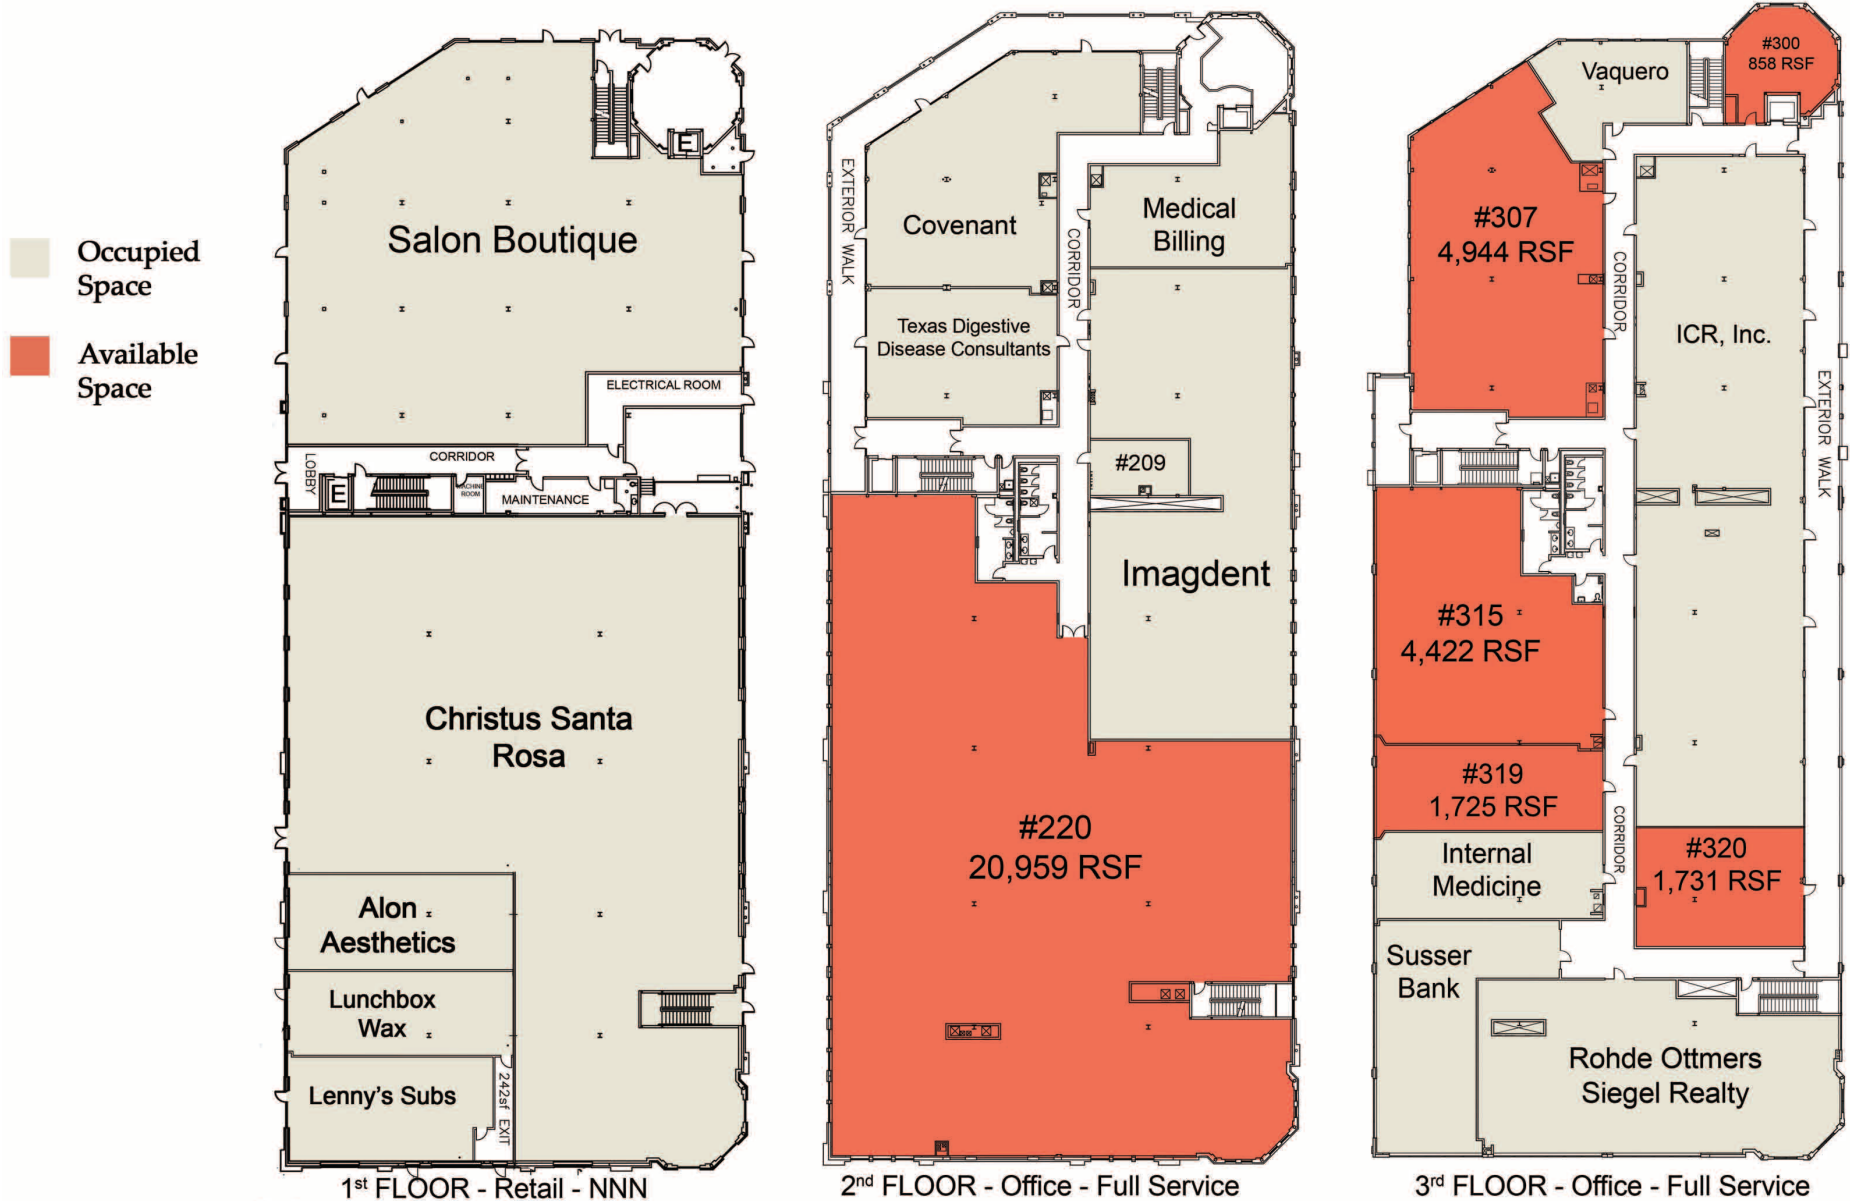 Occupied
Space
Available
Space
Salon Boutique
E
ELECTRICAL ROOM
CORRIDOR
LOBBY
E
MACHINE
ROOM
MAINTENANCE
Christus Santa
Rosa
Alon
Aesthetics
Lunchbox
Wax
Lenny's Subs
242sf EXIT
1st FLOOR - Retail - NNN
EXTERIOR WALK
Covenant
CORRIDOR
Medical
Billing
Texas Digestive
Disease Consultants
#209
Imagdent
#220
20,959 RSF
2nd FLOOR - Office - Full Service
#300
858 RSF
Vaquero
#307
4,944 RSF
CORRIDOR
ICR, Inc.
EXTERIOR WALK
#315
4,422 RSF
#319
1,725 RSF
CORRIDOR
#320
1,731 RSF
Internal
Medicine
Susser
Bank
Rohde Ottmers
Siegel Realty
3rd FLOOR - Office - Full Service